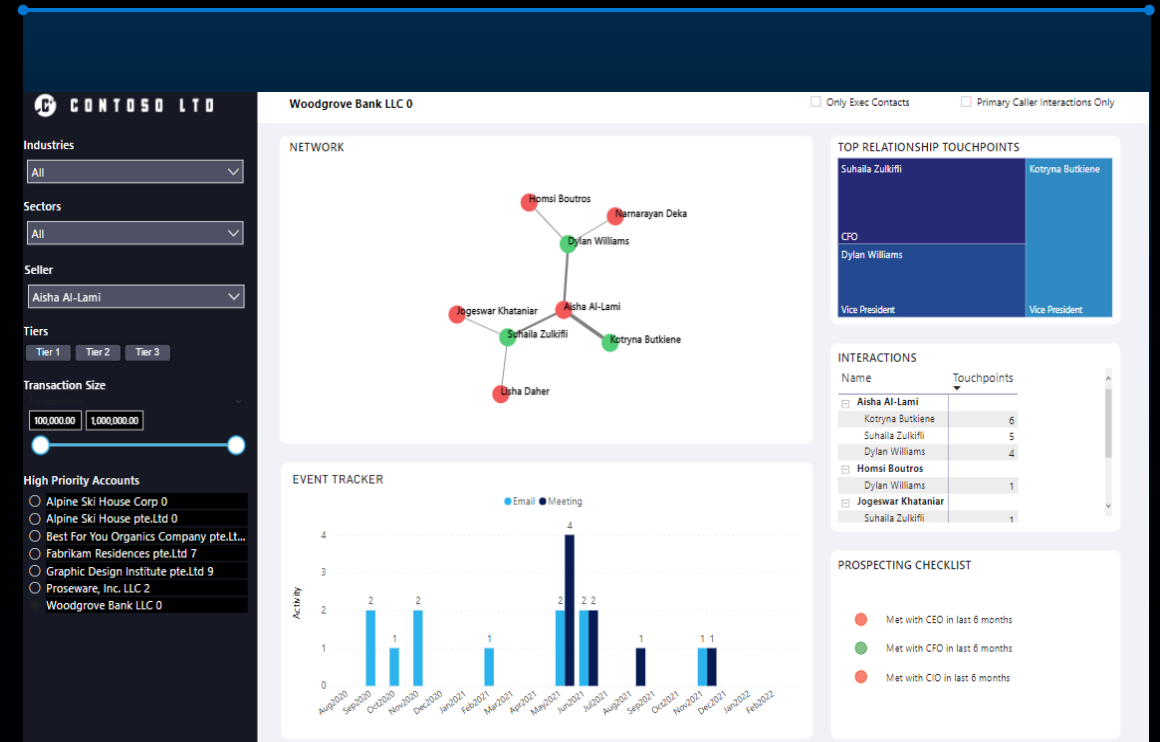 CONTOSO LTD
Industries
All
Sectors
All
Seller
Aisha Al-Lami
Tiers
Tier 1 Tier 2 Tier 3
Transaction Size
100,000.00 1,000,000.00
High Priority Accounts
Alpine Ski House Corp 0
Alpine Ski House pte.Ltd 0
Best For You Organics Company pte.Lt...
Fabrikam Residences pte.Ltd 7
Graphic Design Institute pte.Ltd 9
Proseware, Inc. LLC 2
Woodgrove Bank LLC 0
Woodgrove Bank LLC 0
Only Exec Contacts
Primary Caller Interactions Only
NETWORK
Homsi Boutros
Narnarayan Deka
Dylan Williams
Jogeswar Khataniar
Aisha Al-Lami
Suhaila Zulkifli
Kotryna Butkiene
Lisha Daher
EVENT TRACKER
Email Meeting
Activity
4
3
2
1
0
2 1 2 1 2 4 2 2 1 1 1
Aug2020 Sep2020 Oct2020 Nov2020 Dec2020 Jan2021 Feb2021 Mar2021 Apr2021 May2021 Jun2021 Jul2021 Aug2021 Sep2021 Oct2021 Nov2021 Dec2021 Jan2022 Feb2022
TOP RELATIONSHIP TOUCHPOINTS
Suhaila Zulkifli
CFO
Dylan Williams
Vice President
Kotryna Butkiene
Vice President
INTERACTIONS
Name Touchpoints
Aisha Al-Lami
Kotryna Butkiene 6
Suhaila Zulkifli 5
Dylan Williams 4
Homsi Boutros
Dylan Williams 1
Jogeswar Khataniar
Suhaila Zulkifli 1
PROSPECTING CHECKLIST
Met with CEO in last 6 months
Met with CFO in last 6 months
Met with CIO in last 6 months